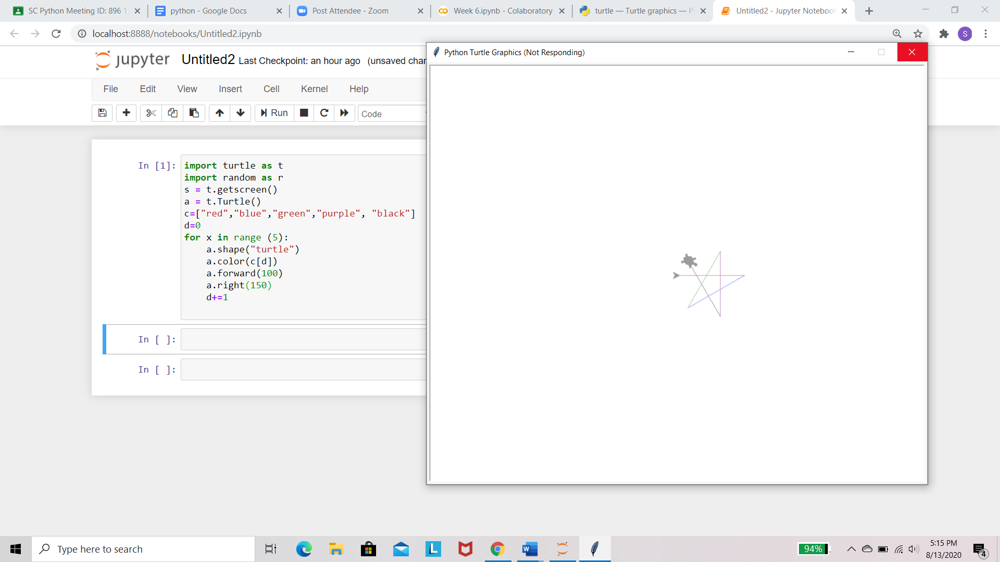 SC Python Meeting ID: 896 1
python - Google Docs
Post Attendee - Zoom
Week 6.ipynb - Colaboratory
turtle — Turtle graphics — P
Untitled2 - Jupyter Noteboo
localhost:8888/notebooks/Untitled2.ipynb
S
jupyter Untitled2 Last Checkpoint: an hour ago (unsaved char
Python Turtle Graphics (Not Responding)
File Edit View Insert Cell Kernel Help
Run Code
In [1]:
import turtle as t
import random as r
s = t.getscreen()
a = t.Turtle()
c=["red","blue","green","purple", "black"]
d=0
for x in range (5):
    a.shape("turtle")
    a.color(c[d])
    a.forward(100)
    a.right(150)
    d+=1
In [ ]:
In [ ]:
Type here to search
L
W
94%
5:15 PM
8/13/2020
4